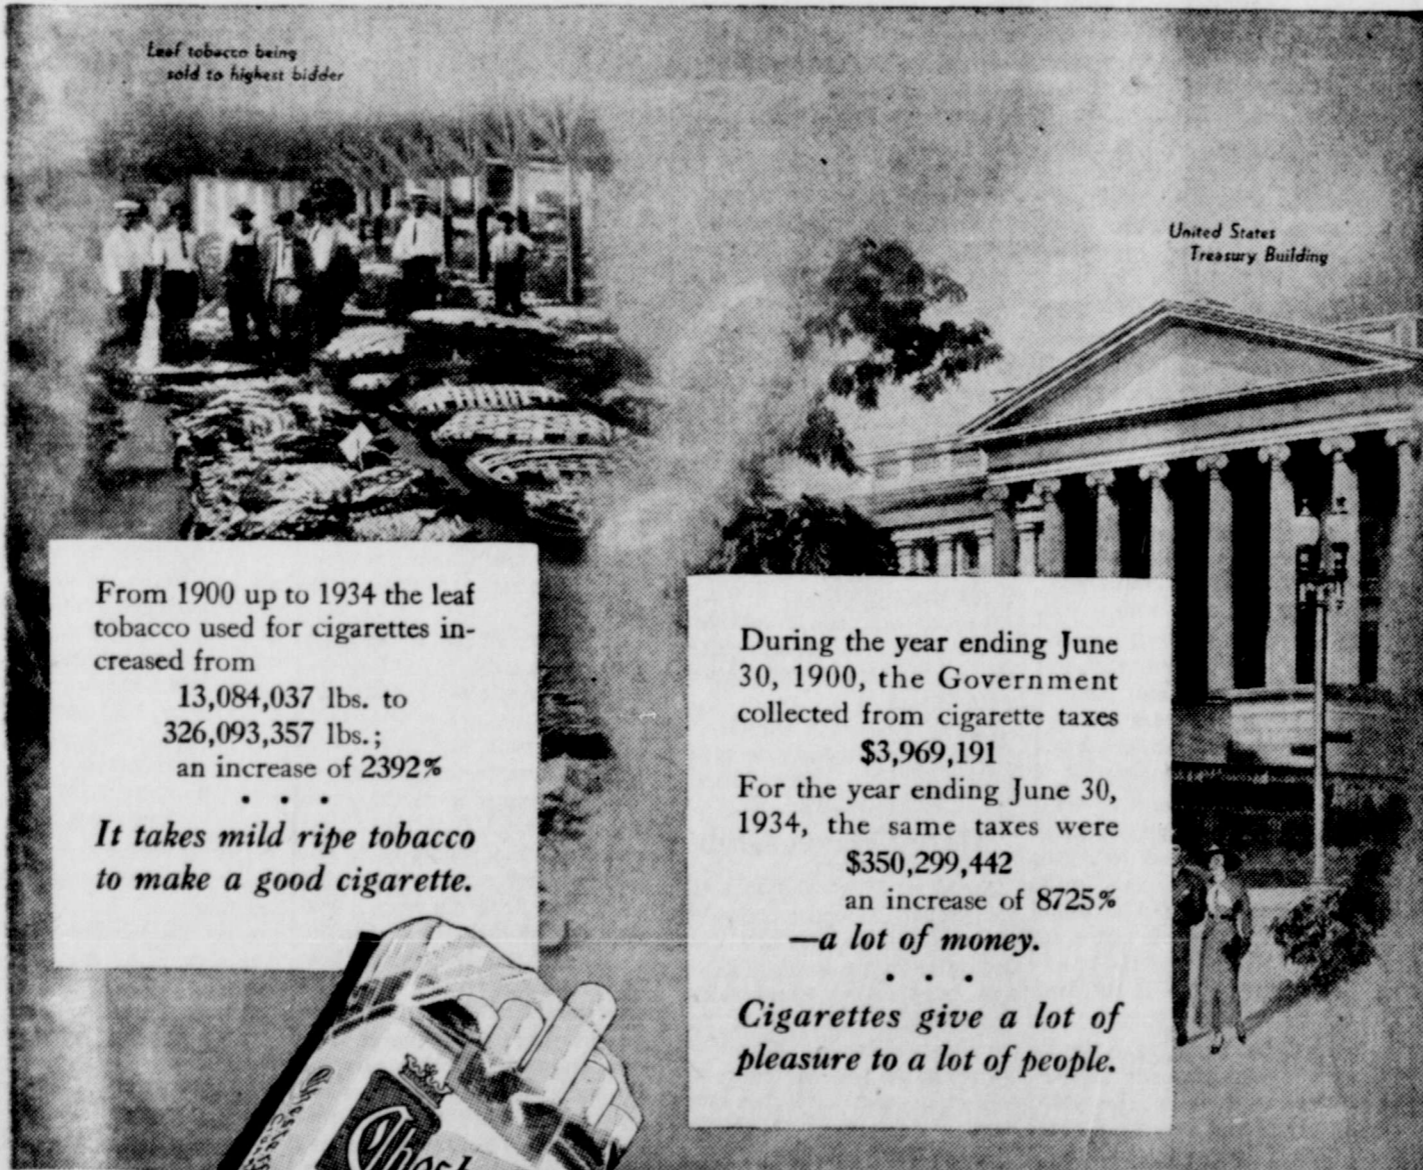 Leaf tobacco being
sold to highest bidder
United States
Treasury Building
From 1900 up to 1934 the leaf
tobacco used for cigarettes in-
creased from
13,084,037 lbs. to
326,093,357 lbs.;
an increase of 2392%
. . .
It takes mild ripe tobacco
to make a good cigarette.
During the year ending June
30, 1900, the Government
collected from cigarette taxes
$3,969,191
For the year ending June 30,
1934, the same taxes were
$350,299,442
an increase of 8725%
—a lot of money.
. . .
Cigarettes give a lot of
pleasure to a lot of people.